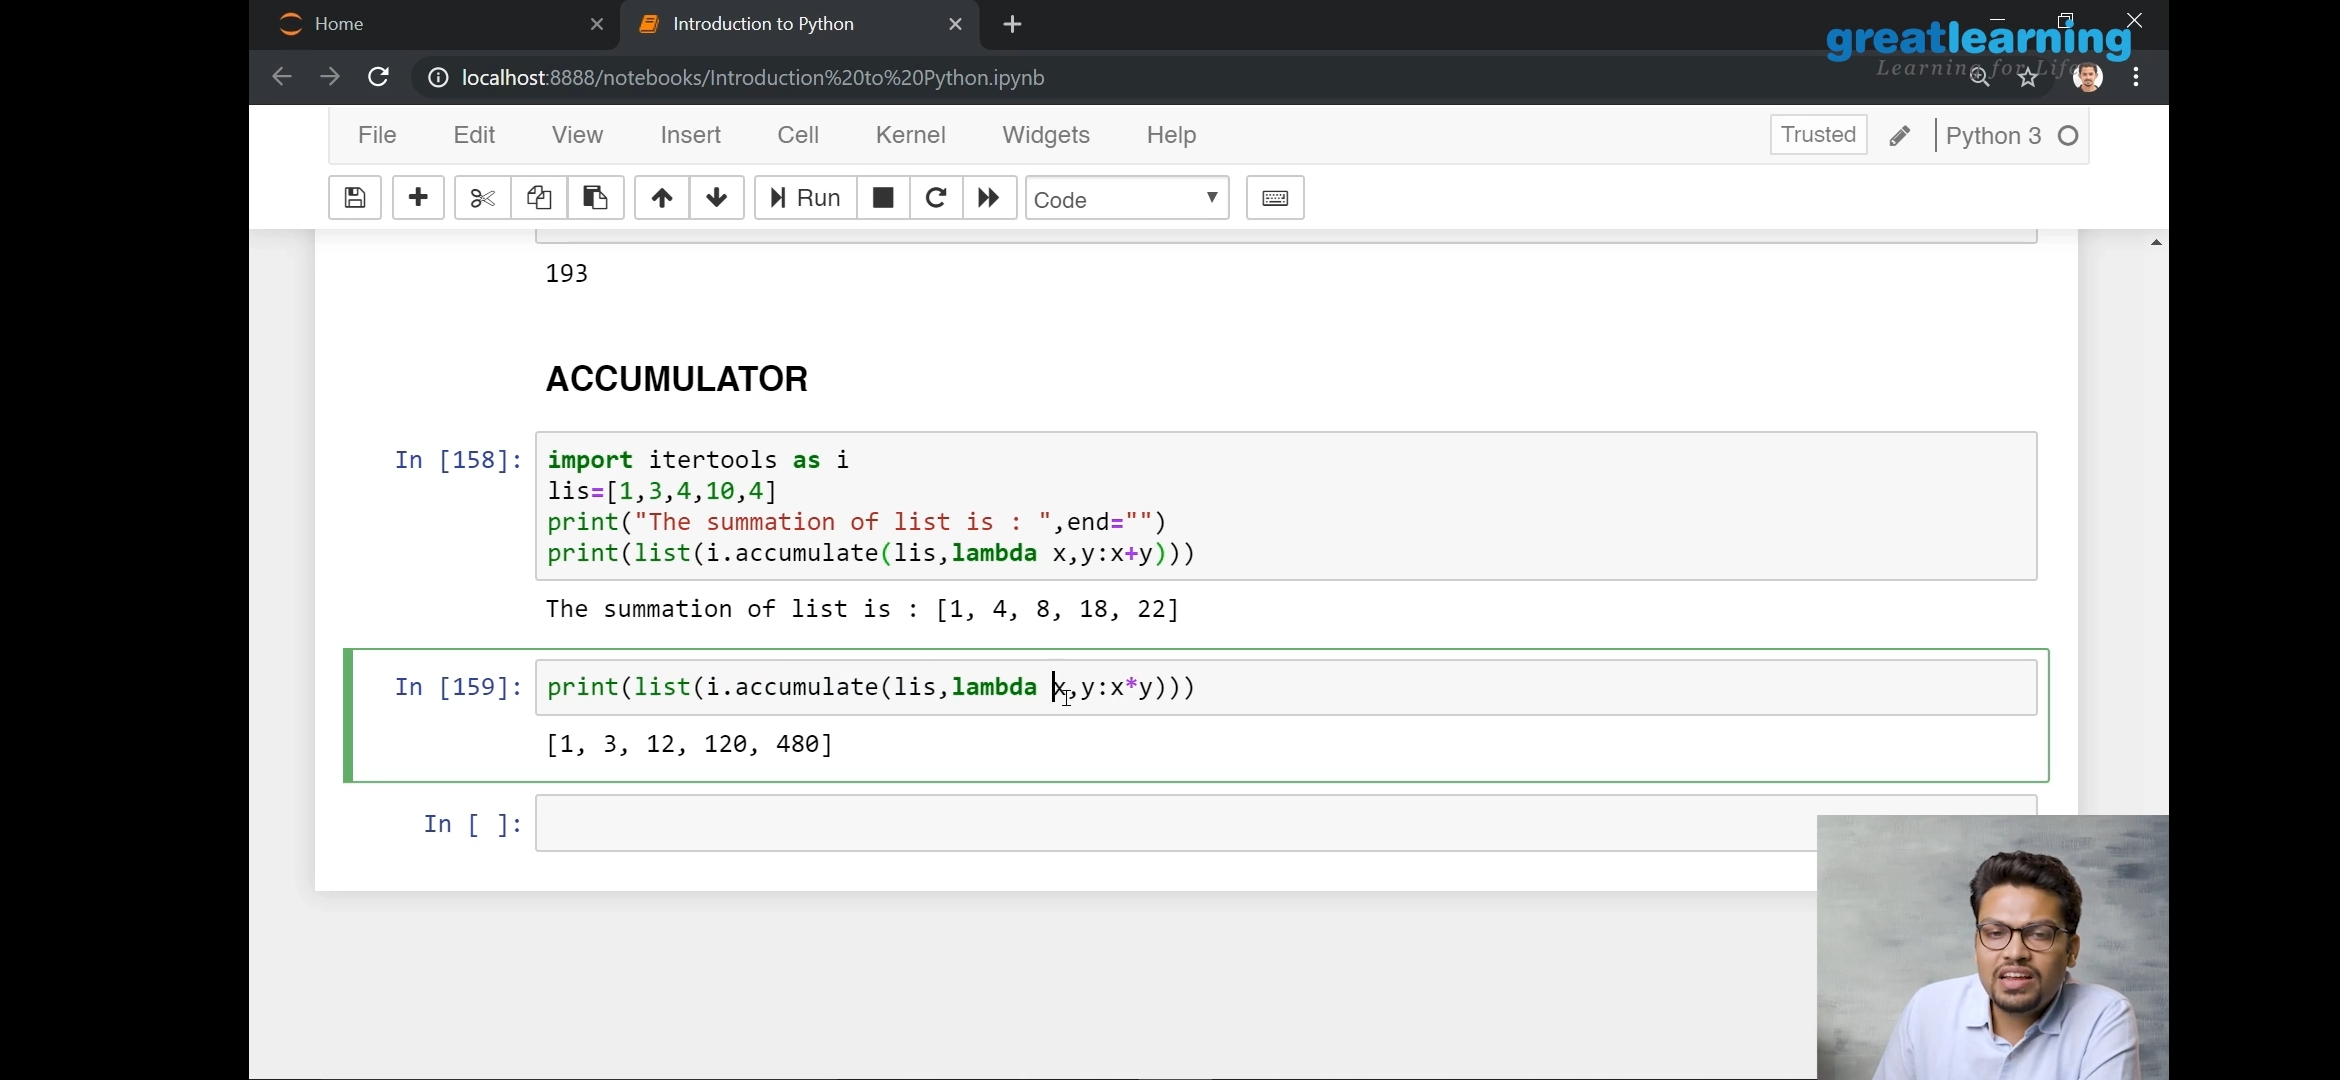 Home
Introduction to Python
greatlearning
Learning for Life
localhost:8888/notebooks/Introduction%20to%20Python.ipynb
File Edit View Insert Cell Kernel Widgets Help Trusted Python 3
Run Code
193
ACCUMULATOR
In [158]: import itertools as i
lis=[1,3,4,10,4]
print("The summation of list is : ",end="")
print(list(i.accumulate(lis,lambda x,y:x+y)))
The summation of list is : [1, 4, 8, 18, 22]
In [159]: print(list(i.accumulate(lis,lambda x,y:x*y)))
[1, 3, 12, 120, 480]
In [ ]: